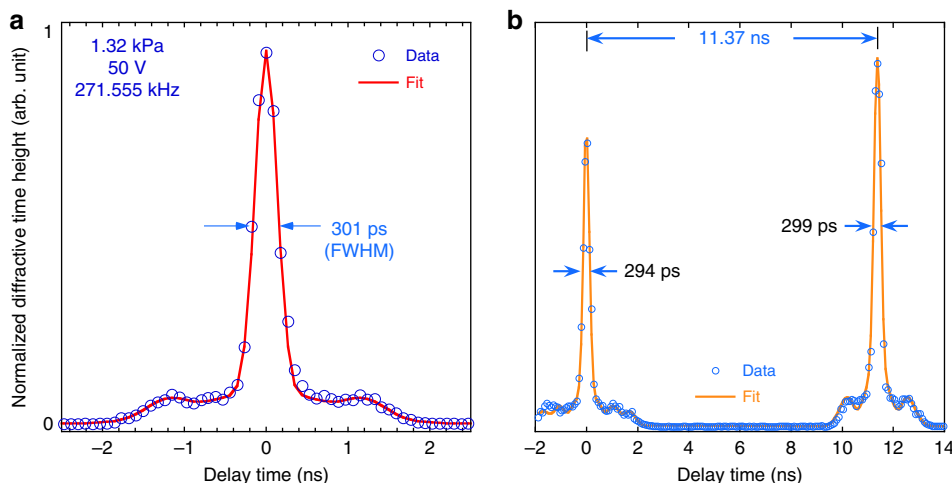 a
1
1.32 kPa
50 V
271.555 kHz
Data
Fit
301 ps
(FWHM)
Normalized diffractive time height (arb. unit)
0
−2 −1 0 1 2
Delay time (ns)
b
11.37 ns
299 ps
294 ps
Data
Fit
−2 0 2 4 6 8 10 12 14
Delay time (ns)